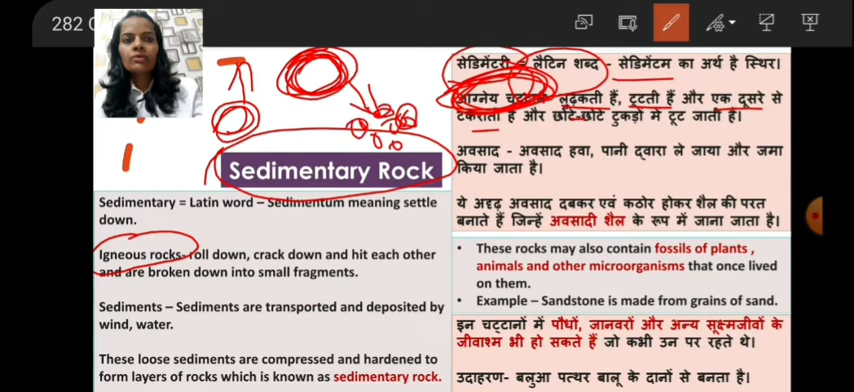 282
Sedimentary Rock
Sedimentary = Latin word – Sedimentum meaning settle
down.
Igneous rocks- roll down, crack down and hit each other
and are broken down into small fragments.
Sediments – Sediments are transported and deposited by
wind, water.
These loose sediments are compressed and hardened to
form layers of rocks which is known as sedimentary rock.
सेडिमेंटरी – लैटिन शब्द - सेडिमेंटम का अर्थ है स्थिर।
आग्नेय चट्टानें लुढ़कती हैं, टूटती हैं और एक दूसरे से
टकराती हैं और छोटे-छोटे टुकड़ों में टूट जाती हैं।
अवसाद - अवसाद हवा, पानी द्वारा ले जाया और जमा
किया जाता है।
ये अदृढ़ अवसाद दबकर एवं कठोर होकर शैल की परत
बनाते हैं जिन्हें अवसादी शैल के रूप में जाना जाता है।
• These rocks may also contain fossils of plants ,
animals and other microorganisms that once lived
on them.
• Example – Sandstone is made from grains of sand.
इन चट्टानों में पौधों, जानवरों और अन्य सूक्ष्मजीवों के
जीवाश्म भी हो सकते हैं जो कभी उन पर रहते थे।
उदाहरण- बलुआ पत्थर बालू के दानों से बनता है।